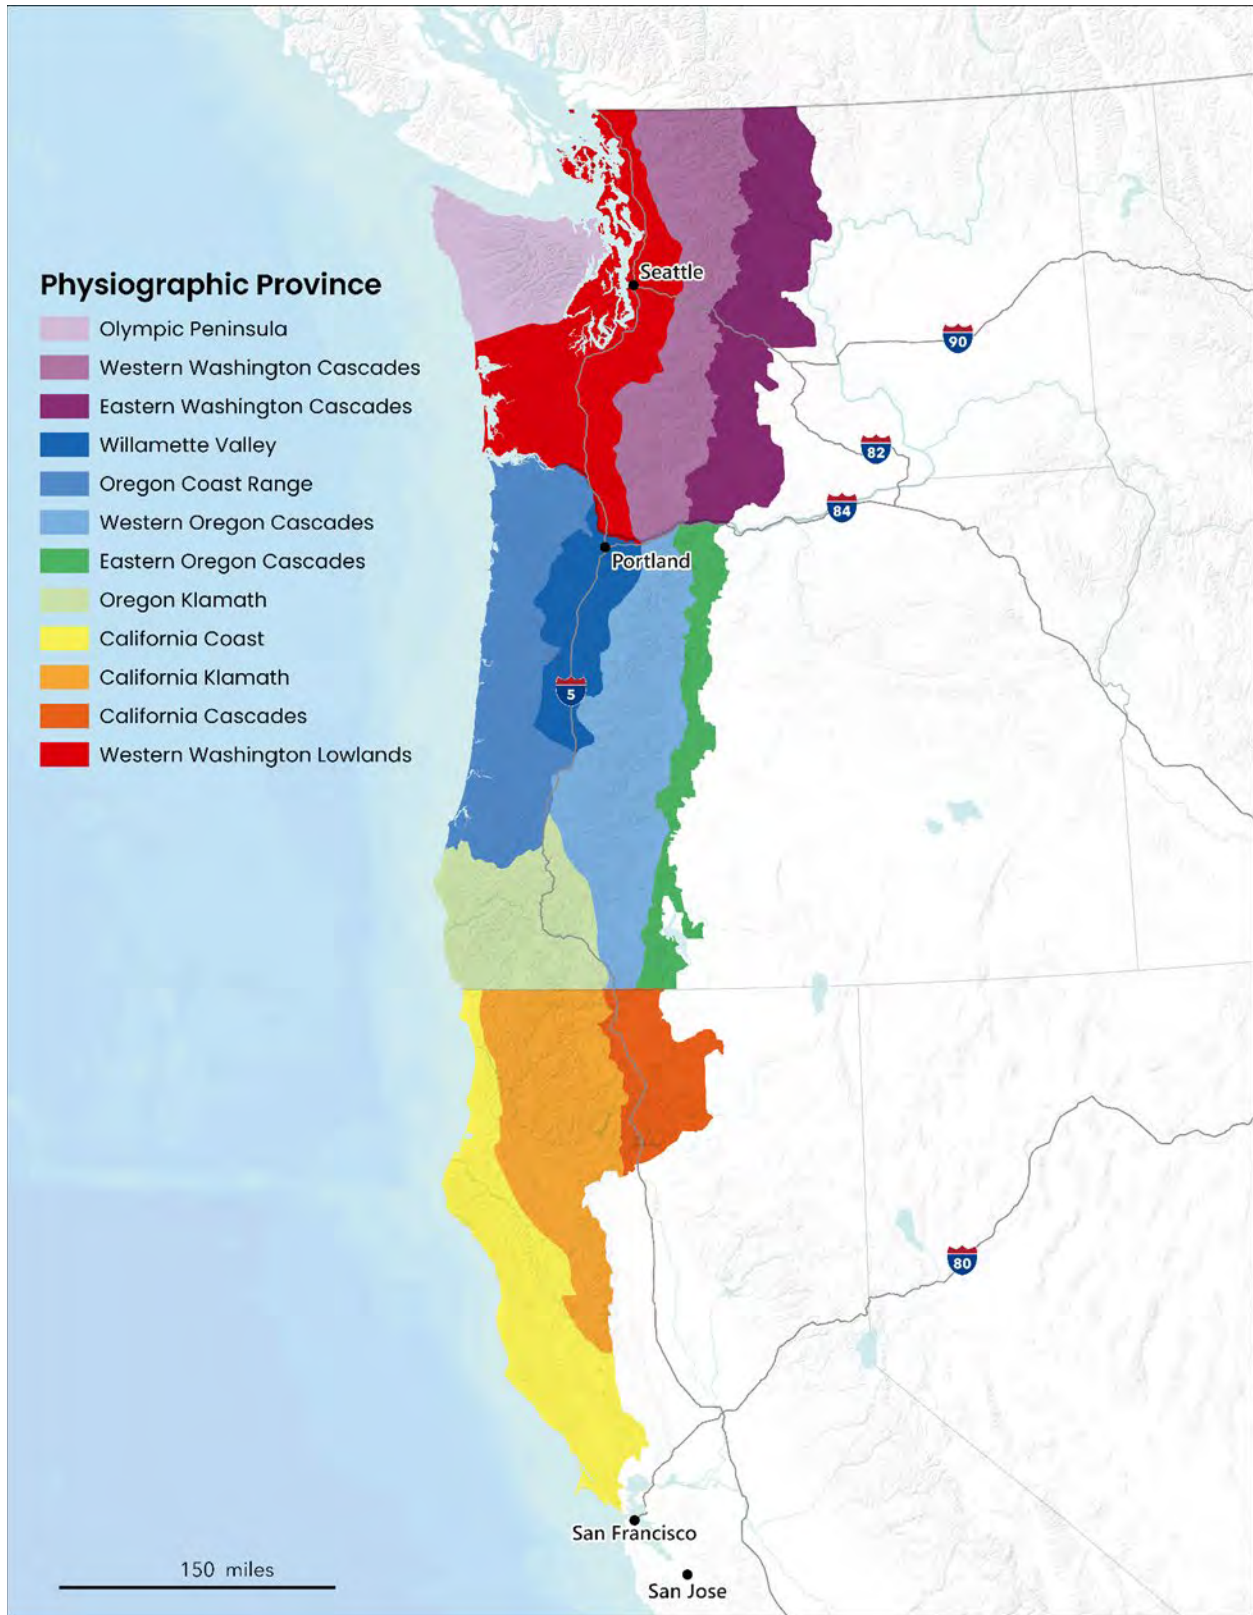 Seattle
Physiographic Province
Olympic Peninsula
Western Washington Cascades
Eastern Washington Cascades
Willamette Valley
Oregon Coast Range
Western Oregon Cascades
Eastern Oregon Cascades
Oregon Klamath
California Coast
California Klamath
California Cascades
Western Washington Lowlands
90
82
84
Portland
5
80
San Francisco
150 miles
San Jose